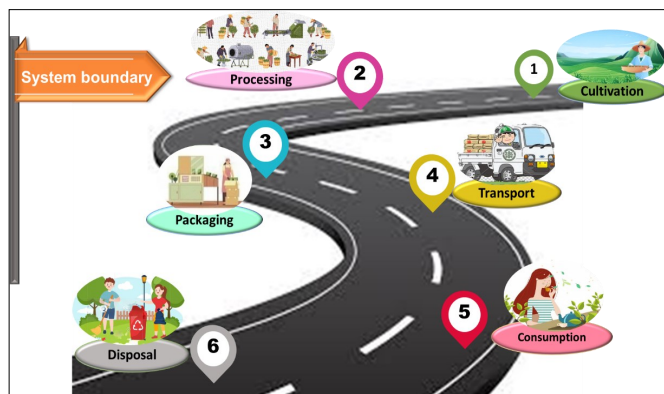 System boundary
1
Cultivation
2
Processing
3
Packaging
4
Transport
5
Consumption
6
Disposal